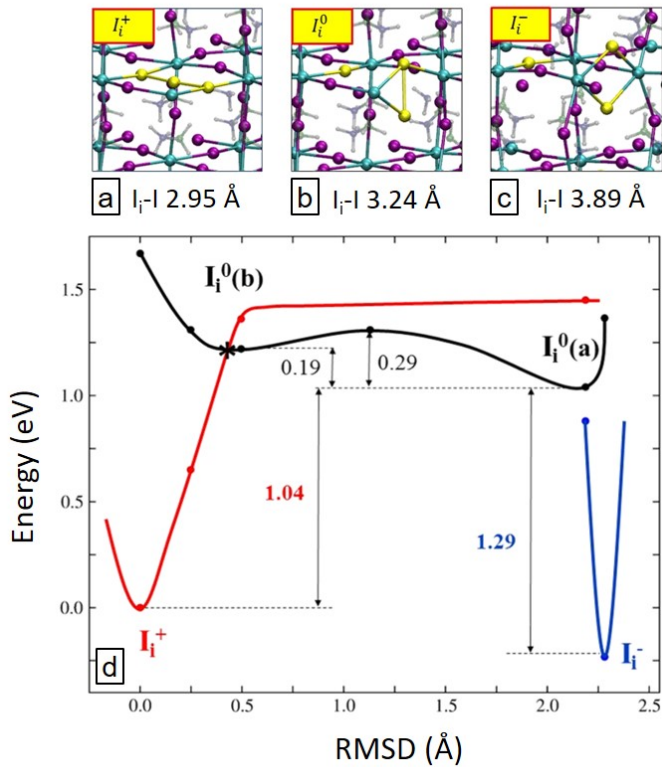 I_i^+ I_i^0 I_i^-
a I_i-I 2.95 Å b I_i-I 3.24 Å c I_i-I 3.89 Å
I_i^0(b)
1.5
I_i^0(a)
0.19 0.29
1.0
1.04
0.5
1.29
0.0
I_i^+ I_i^-
d
0.0 0.5 1.0 1.5 2.0 2.5
Energy (eV)
RMSD (Å)